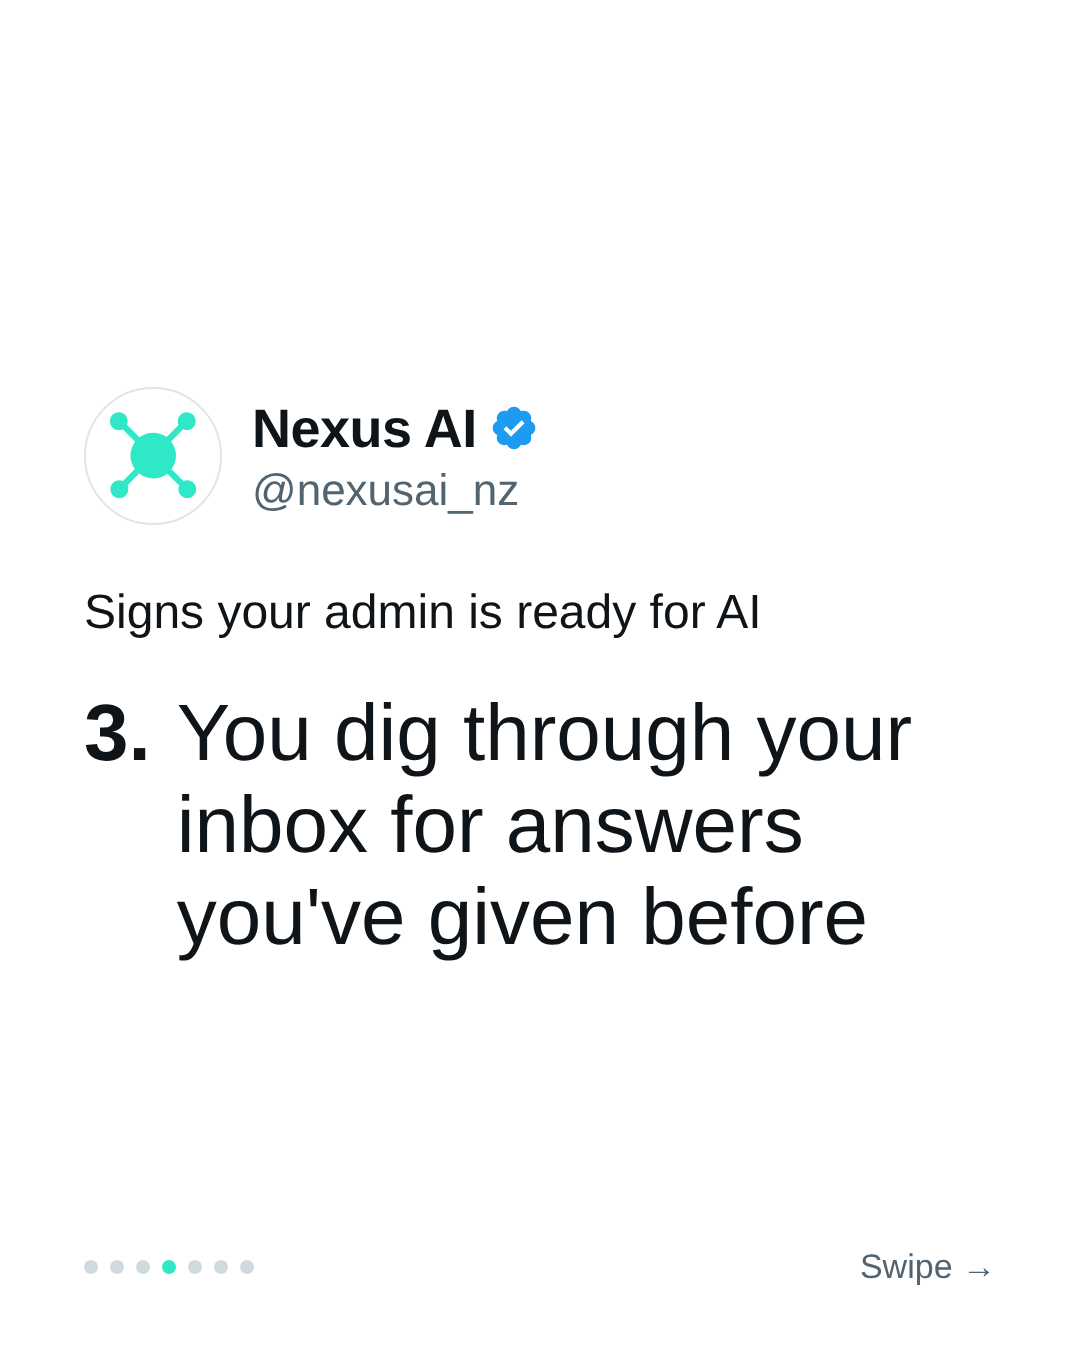 Nexus AI
@nexusai_nz
Signs your admin is ready for AI
3. You dig through your
inbox for answers
you've given before
Swipe →